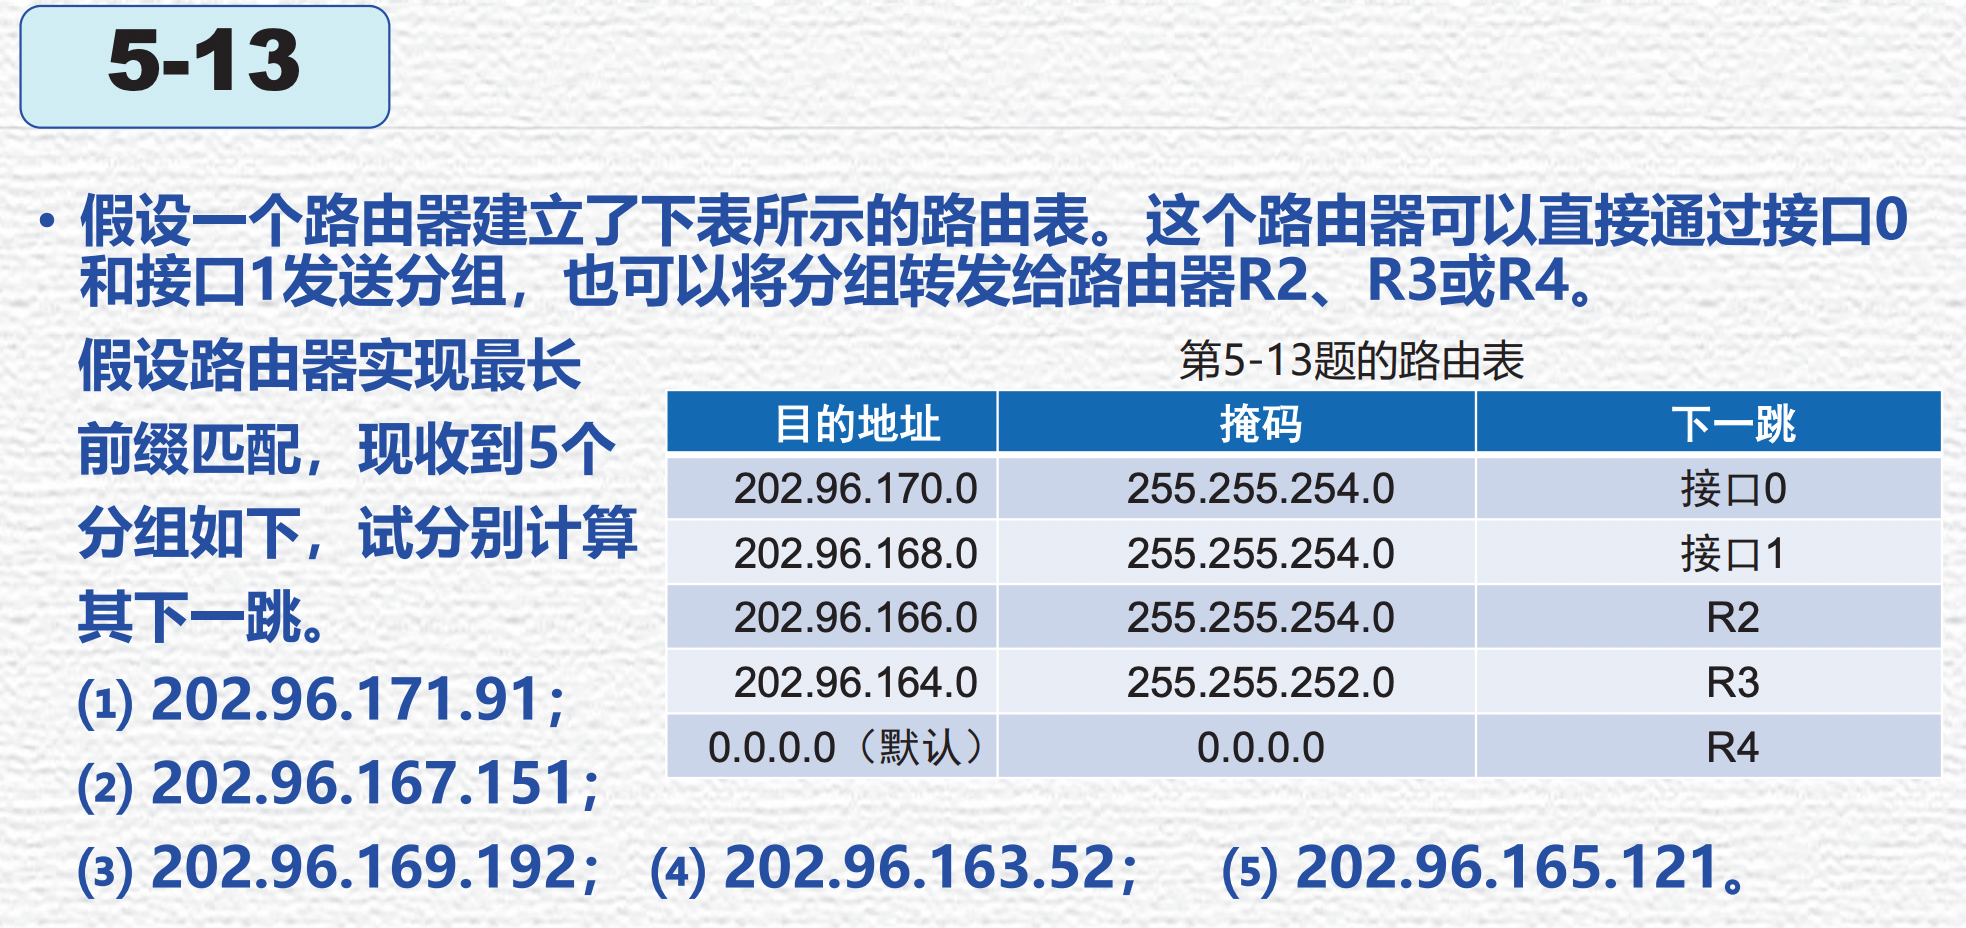 5-13
• 假设一个路由器建立了下表所示的路由表。这个路由器可以直接通过接口0
和接口1发送分组，也可以将分组转发给路由器R2、R3或R4。
假设路由器实现最长
前缀匹配，现收到5个
分组如下，试分别计算
其下一跳。
⑴ 202.96.171.91；
⑵ 202.96.167.151；
⑶ 202.96.169.192； ⑷ 202.96.163.52； ⑸ 202.96.165.121。
第5-13题的路由表
目的地址 掩码 下一跳
202.96.170.0 255.255.254.0 接口0
202.96.168.0 255.255.254.0 接口1
202.96.166.0 255.255.254.0 R2
202.96.164.0 255.255.252.0 R3
0.0.0.0（默认） 0.0.0.0 R4